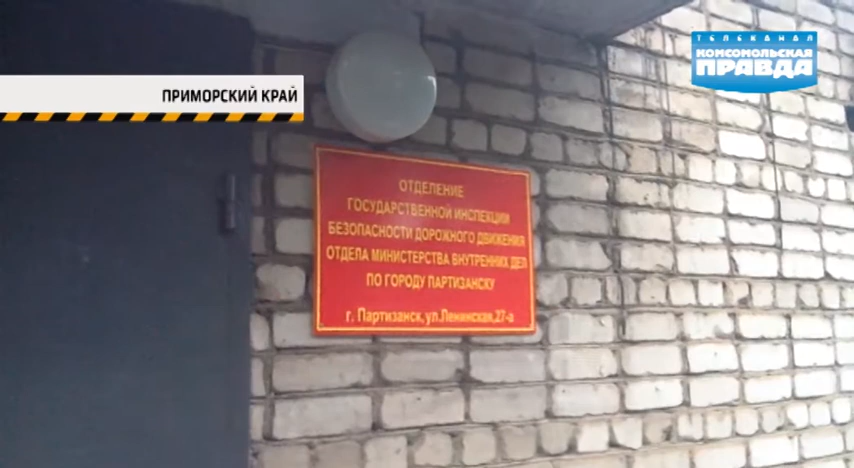 ТЕЛЕКАНАЛ
КОМСОМОЛЬСКАЯ
ПРАВДА
ПРИМОРСКИЙ КРАЙ
ОТДЕЛЕНИЕ
ГОСУДАРСТВЕННОЙ ИНСПЕКЦИИ
БЕЗОПАСНОСТИ ДОРОЖНОГО ДВИЖЕНИЯ
ОТДЕЛА МИНИСТЕРСТВА ВНУТРЕННИХ ДЕЛ
ПО ГОРОДУ ПАРТИЗАНСКУ
г. Партизанск, ул.Ленинская,27-а